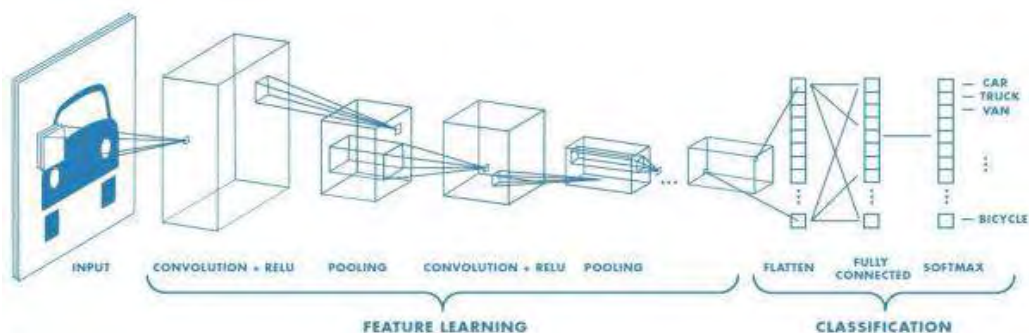 CAR
TRUCK
VAN
BICYCLE
INPUT
CONVOLUTION + RELU
POOLING
CONVOLUTION + RELU
POOLING
FLATTEN
FULLY
CONNECTED
SOFTMAX
FEATURE LEARNING
CLASSIFICATION